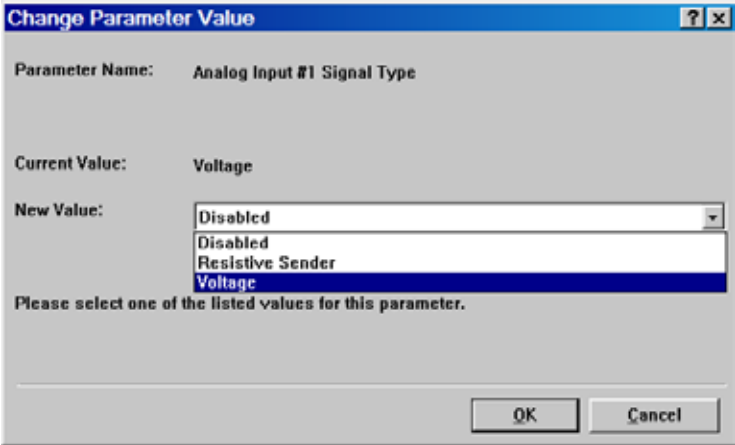 Change Parameter Value
Parameter Name: Analog Input #1 Signal Type
Current Value: Voltage
New Value: Disabled
Disabled
Resistive Sender
Voltage
Please select one of the listed values for this parameter.
OK Cancel